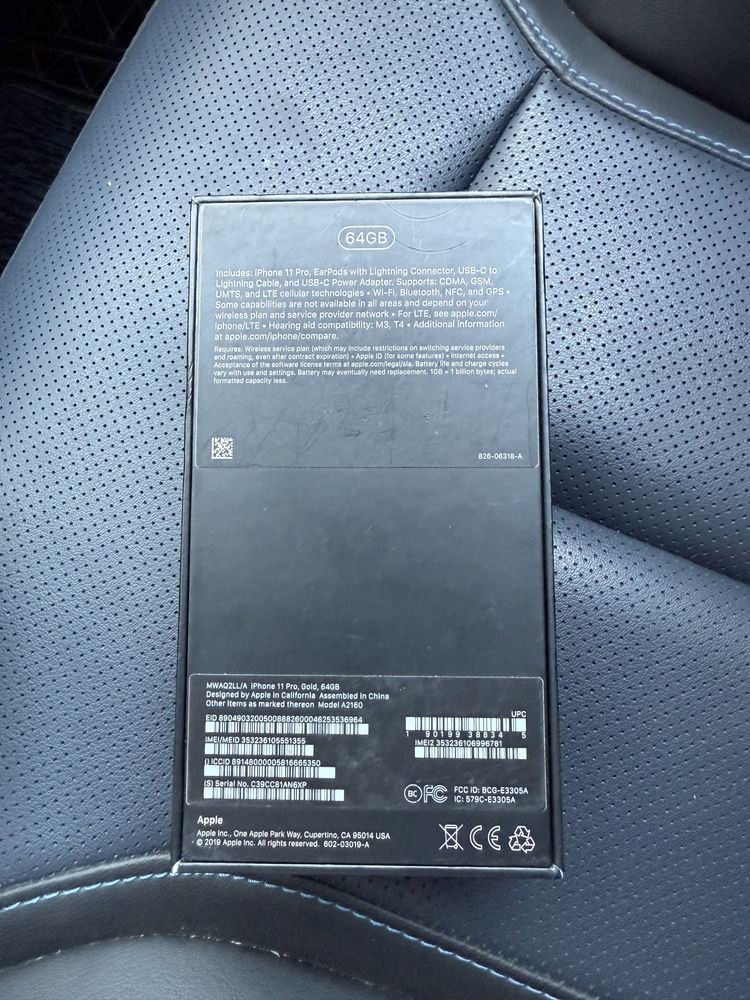 64GB
Includes: iPhone 11 Pro, EarPods with Lightning Connector, USB-C to
Lightning Cable, and USB-C Power Adapter. Supports: CDMA, GSM,
UMTS, and LTE cellular technologies • Wi-Fi, Bluetooth, NFC, and GPS •
Some capabilities are not available in all areas and depend on your
wireless plan and service provider network • For LTE, see apple.com/
iphone/LTE • Hearing aid compatibility: M3, T4 • Additional information
at apple.com/iphone/compare.
Requires: Wireless service plan (which may include restrictions on switching service providers
and roaming, even after contract expiration) • Apple ID (for some features) • Internet access •
Acceptance of the software license terms at apple.com/legal/sla. Battery life and charge cycles
vary with use and settings. Battery may eventually need replacement. 1GB = 1 billion bytes; actual
formatted capacity less.
826-06318-A
MWAQ2LL/A iPhone 11 Pro, Gold, 64GB
Designed by Apple in California Assembled in China
Other items as marked thereon Model A2160
EID 89049032005008882600046253536964
UPC
1 90199 38834 5
IMEI/MEID 353236105551355
IMEI2 353236106996781
() ICCID 89148000005816665350
(S) Serial No. C39CC81AN6XP
BC FC FCC ID: BCG-E3305A
IC: 579C-E3305A
Apple
Apple Inc., One Apple Park Way, Cupertino, CA 95014 USA
© 2019 Apple Inc. All rights reserved. 602-03019-A
CE